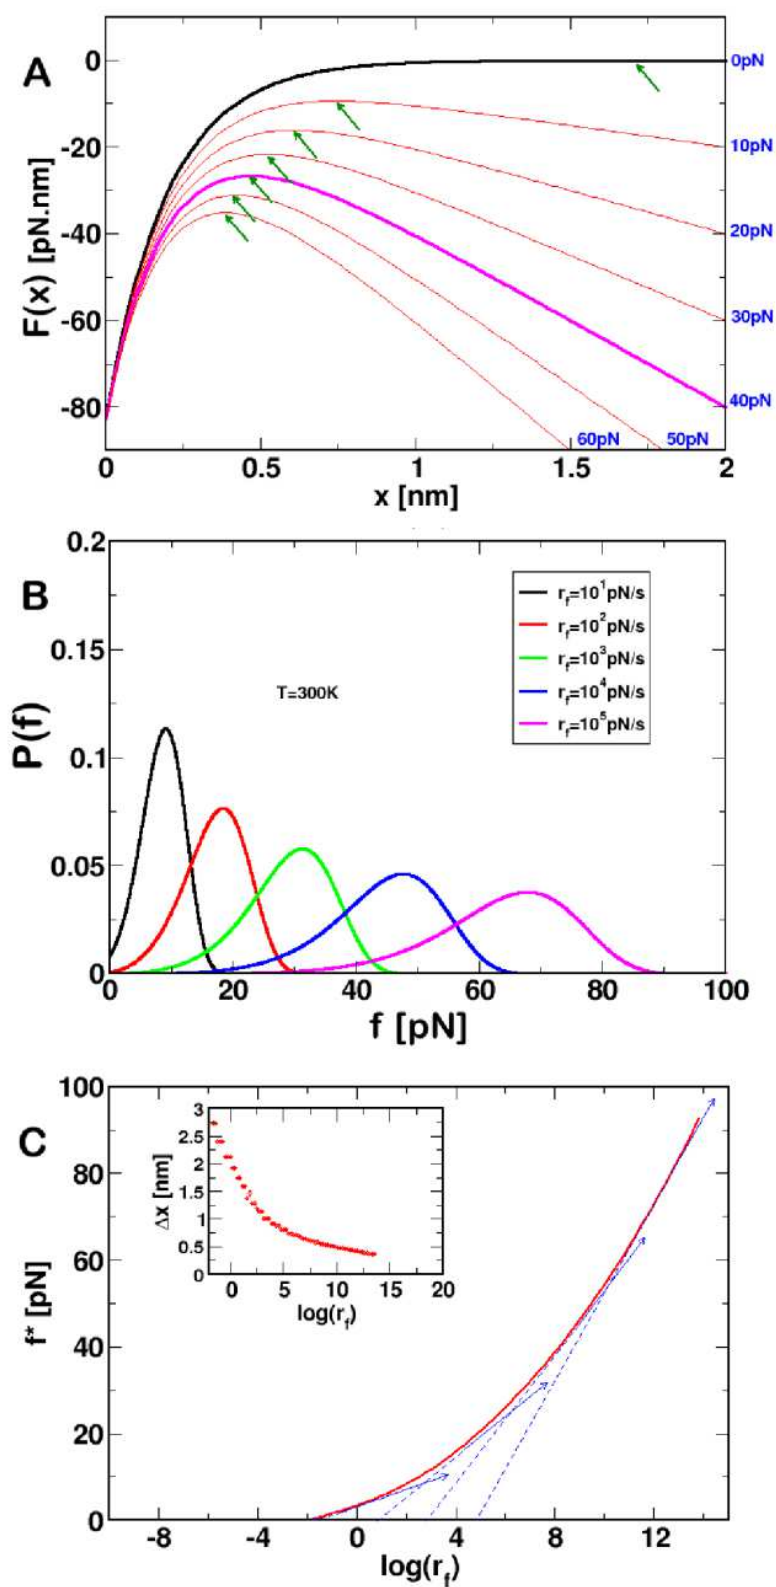 A
F(x) [pN.nm]
0
-20
-40
-60
-80
0pN
10pN
20pN
30pN
40pN
60pN
50pN
0
0.5
1
1.5
2
x [nm]
B
P(f)
0.2
0.15
0.1
0.05
0
T=300K
r_f=10^1pN/s
r_f=10^2pN/s
r_f=10^3pN/s
r_f=10^4pN/s
r_f=10^5pN/s
0
20
40
60
80
100
f [pN]
C
f* [pN]
100
80
60
40
20
0
Δx [nm]
3
2.5
2
1.5
1
0.5
0
0
5
10
15
20
log(r_f)
-8
-4
0
4
8
12
log(r_f)